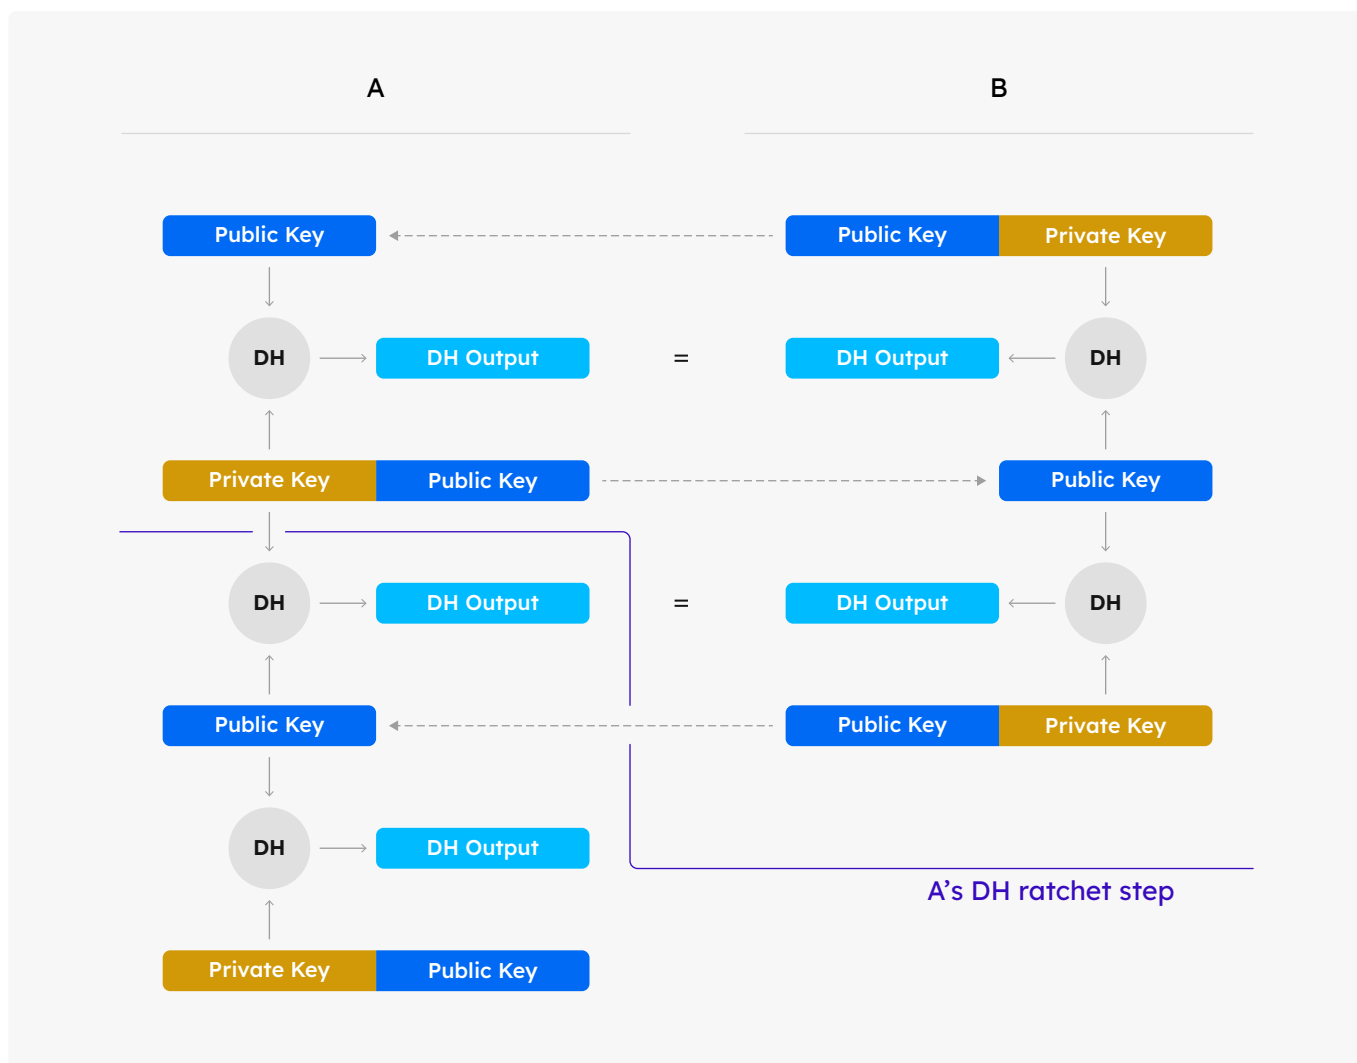 A
B
Public Key
Public Key
Private Key
DH
DH Output
=
DH Output
DH
Private Key
Public Key
Public Key
DH
DH Output
=
DH Output
DH
Public Key
Public Key
Private Key
DH
DH Output
A’s DH ratchet step
Private Key
Public Key